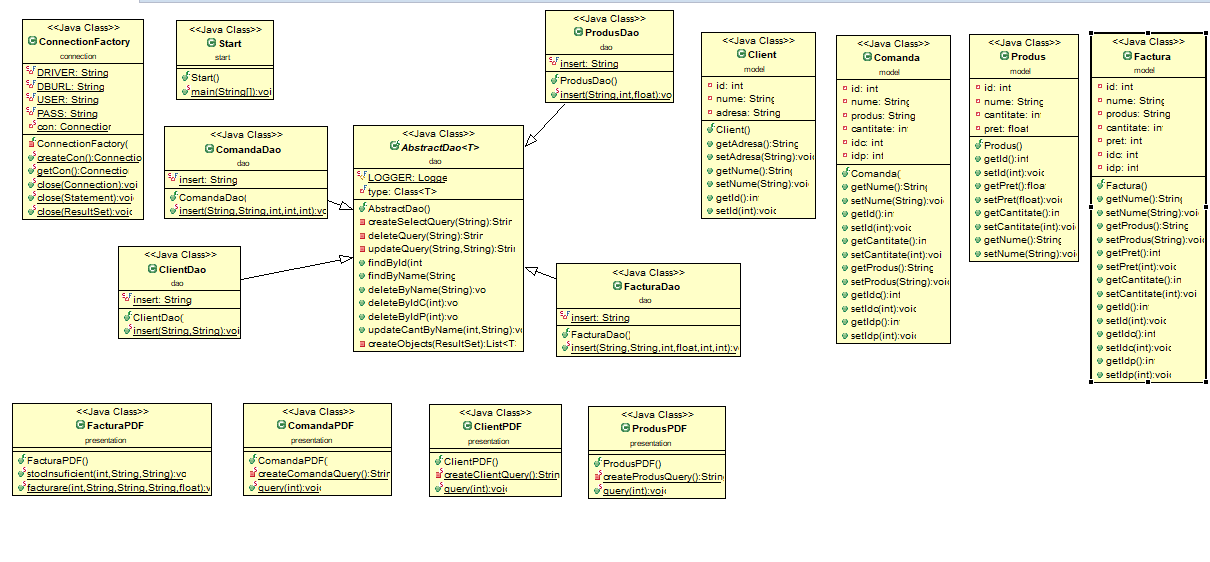 <<Java Class>>
ConnectionFactory
connection
DRIVER: String
DBURL: String
USER: String
PASS: String
con: Connection
ConnectionFactory(
createCon():Connectio
getCon():Connectio
close(Connection):voi
close(Statement):voi
close(ResultSet):voi
<<Java Class>>
Start
start
Start()
main(String[]):voi
<<Java Class>>
ProdusDao
dao
insert: String
ProdusDao()
insert(String,int,float):vo
<<Java Class>>
ComandaDao
dao
insert: String
ComandaDao(
insert(String,String,int,int,int):vo
<<Java Class>>
AbstractDao<T>
dao
LOGGER: Logge
type: Class<T>
AbstractDao()
createSelectQuery(String):Strin
deleteQuery(String):Strin
updateQuery(String,String):Stri
findById(int
findByName(String
deleteByName(String):vo
deleteByIdC(int):vo
deleteByIdP(int):vo
updateCantByName(int,String):v
createObjects(ResultSet):List<T
<<Java Class>>
ClientDao
dao
insert: String
ClientDao(
insert(String,String):voi
<<Java Class>>
FacturaDao
dao
insert: String
FacturaDao()
insert(String,String,int,float,int,int):v
<<Java Class>>
Client
model
id: int
nume: String
adresa: String
Client()
getAdresa():String
setAdresa(String):voi
getNume():String
setNume(String):voi
getId():in
setId(int):voi
<<Java Class>>
Comanda
model
id: int
nume: String
produs: String
cantitate: in
idc: int
idp: int
Comanda(
getNume():String
setNume(String):voi
getId():in
setId(int):voi
getCantitate():in
setCantitate(int):voi
getProdus():String
setProdus(String):voi
getIdc():int
setIdc(int):voi
getIdp():in
setIdp(int):voi
<<Java Class>>
Produs
model
id: int
nume: String
cantitate: in
pret: float
Produs()
getId():int
setId(int):voi
getPret():floa
setPret(float):voi
getCantitate():in
setCantitate(int):voi
getNume():String
setNume(String):voi
<<Java Class>>
Factura
model
id: int
nume: String
produs: String
cantitate: in
pret: int
idc: int
idp: int
Factura()
getNume():String
setNume(String):voi
getProdus():String
setProdus(String):voi
getPret():int
setPret(int):voi
getCantitate():int
setCantitate(int):voi
getId():in
setId(int):voi
getIdc():int
setIdc(int):voi
getIdp():in
setIdp(int):voi
<<Java Class>>
FacturaPDF
presentation
FacturaPDF()
stocInsuficient(int,String,String):vo
facturare(int,String,String,String,float):v
<<Java Class>>
ComandaPDF
presentation
ComandaPDF(
createComandaQuery():Strin
query(int):voi
<<Java Class>>
ClientPDF
presentation
ClientPDF()
createClientQuery():Strin
query(int):voi
<<Java Class>>
ProdusPDF
presentation
ProdusPDF()
createProdusQuery():Strin
query(int):voi